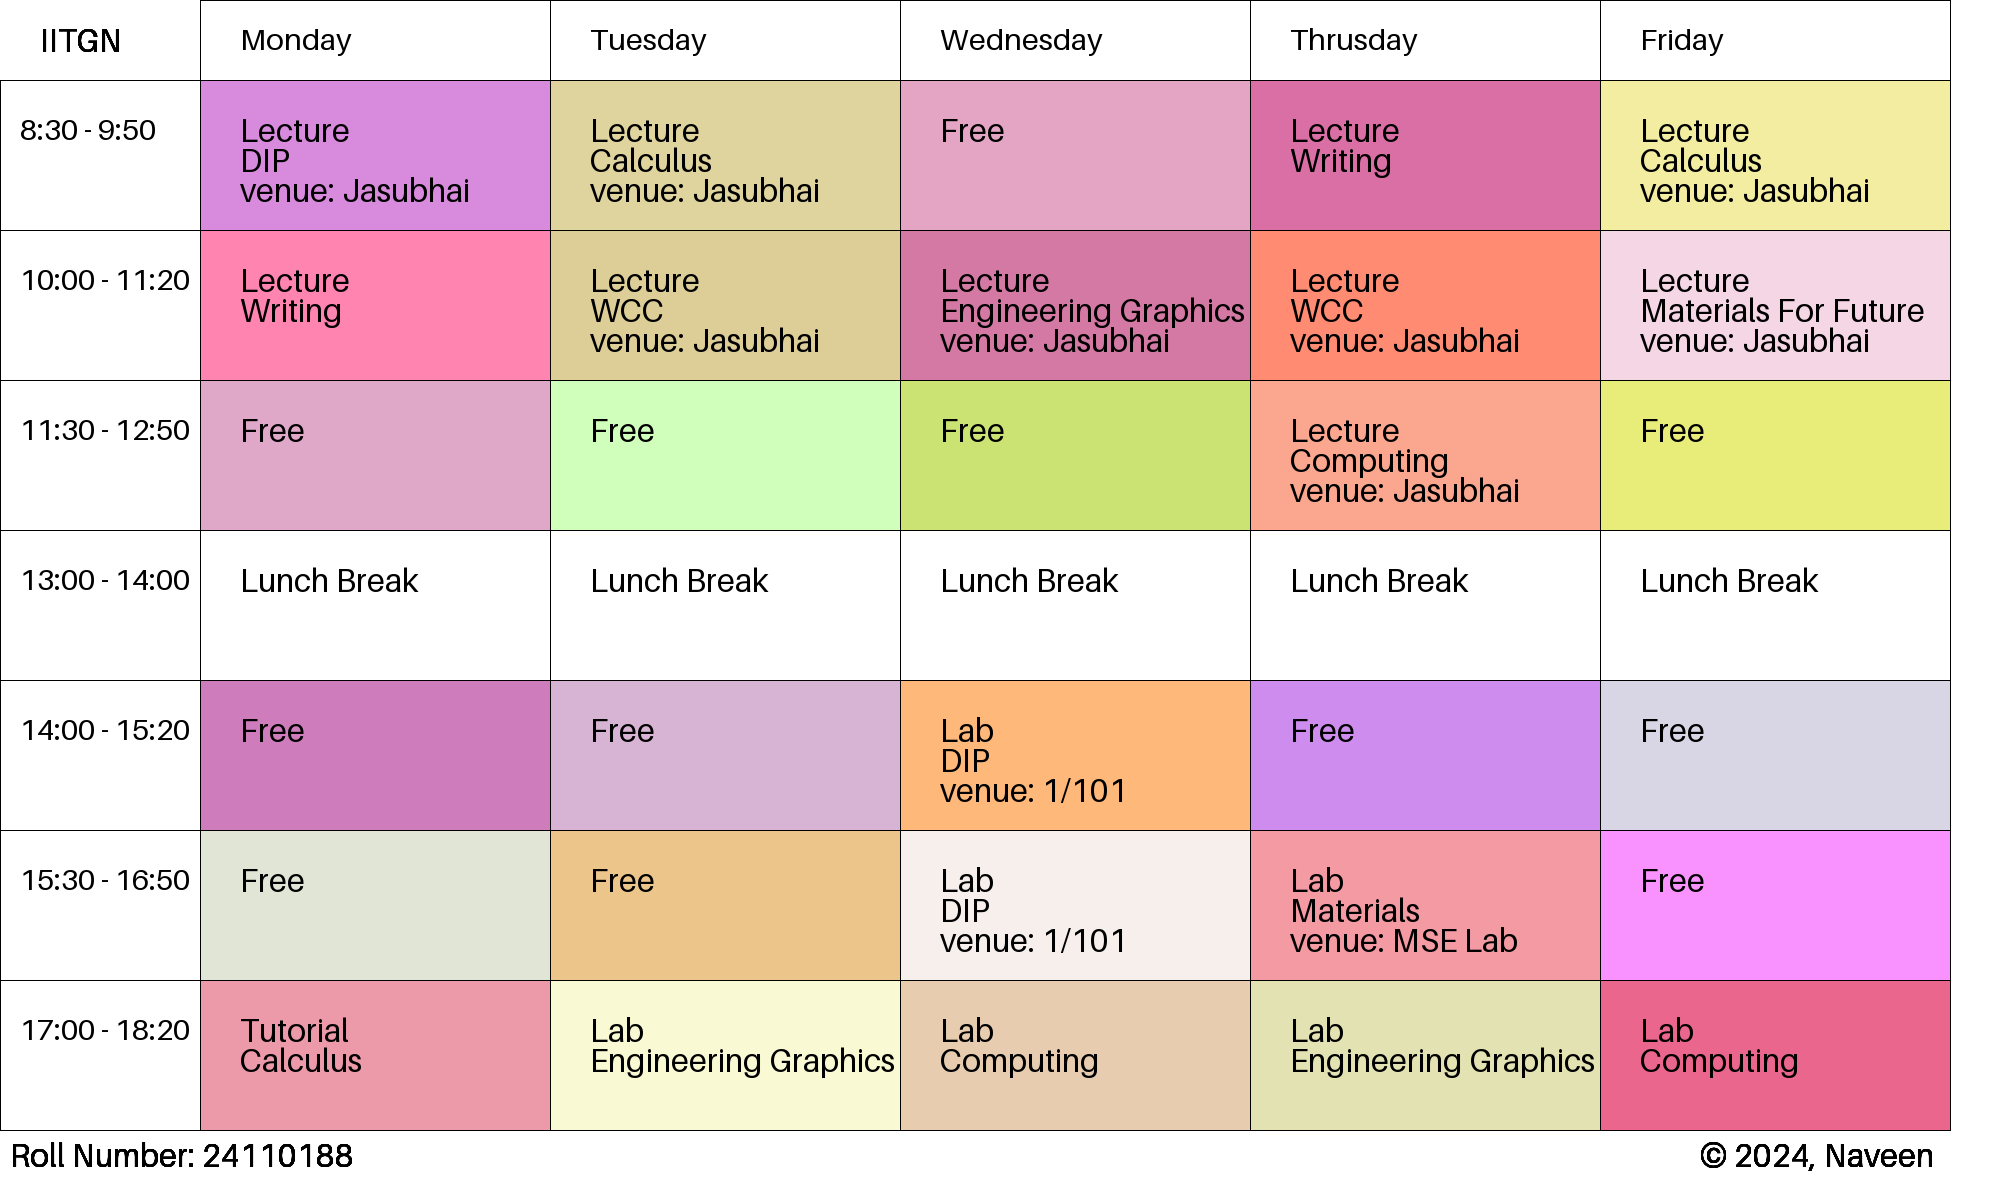 IITGN
Monday
Tuesday
Wednesday
Thrusday
Friday
8:30 - 9:50
Lecture
DIP
venue: Jasubhai
Lecture
Calculus
venue: Jasubhai
Free
Lecture
Writing
Lecture
Calculus
venue: Jasubhai
10:00 - 11:20
Lecture
Writing
Lecture
WCC
venue: Jasubhai
Lecture
Engineering Graphics
venue: Jasubhai
Lecture
WCC
venue: Jasubhai
Lecture
Materials For Future
venue: Jasubhai
11:30 - 12:50
Free
Free
Free
Lecture
Computing
venue: Jasubhai
Free
13:00 - 14:00
Lunch Break
Lunch Break
Lunch Break
Lunch Break
Lunch Break
14:00 - 15:20
Free
Free
Lab
DIP
venue: 1/101
Free
Free
15:30 - 16:50
Free
Free
Lab
DIP
venue: 1/101
Lab
Materials
venue: MSE Lab
Free
17:00 - 18:20
Tutorial
Calculus
Lab
Engineering Graphics
Lab
Computing
Lab
Engineering Graphics
Lab
Computing
Roll Number: 24110188
© 2024, Naveen